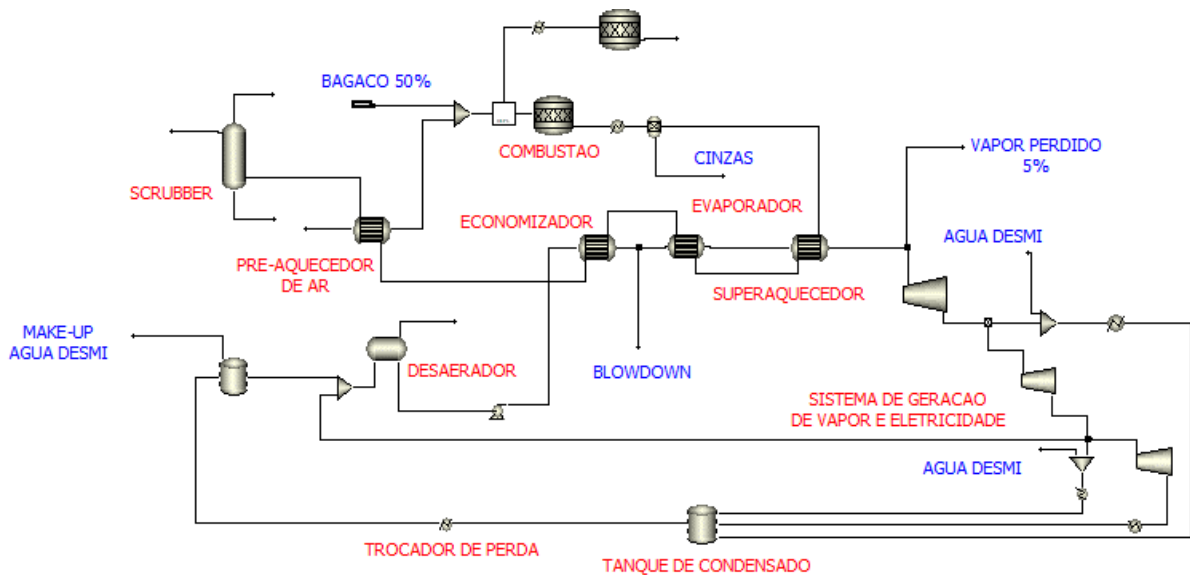 BAGACO 50%
COMBUSTAO
CINZAS
VAPOR PERDIDO
5%
SCRUBBER
ECONOMIZADOR
EVAPORADOR
AGUA DESMI
PRE-AQUECEDOR
DE AR
SUPERAQUECEDOR
MAKE-UP
AGUA DESMI
DESAERADOR
BLOWDOWN
SISTEMA DE GERACAO
DE VAPOR E ELETRICIDADE
AGUA DESMI
TROCADOR DE PERDA
TANQUE DE CONDENSADO